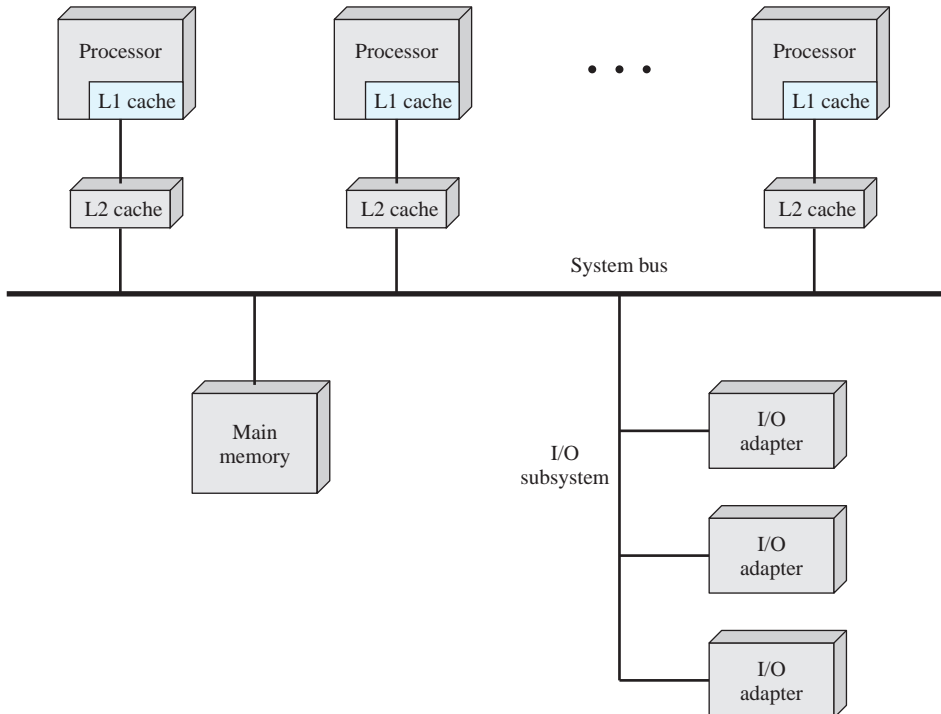 Processor
L1 cache
L2 cache
Processor
L1 cache
L2 cache
Processor
L1 cache
L2 cache
System bus
Main
memory
I/O
subsystem
I/O
adapter
I/O
adapter
I/O
adapter